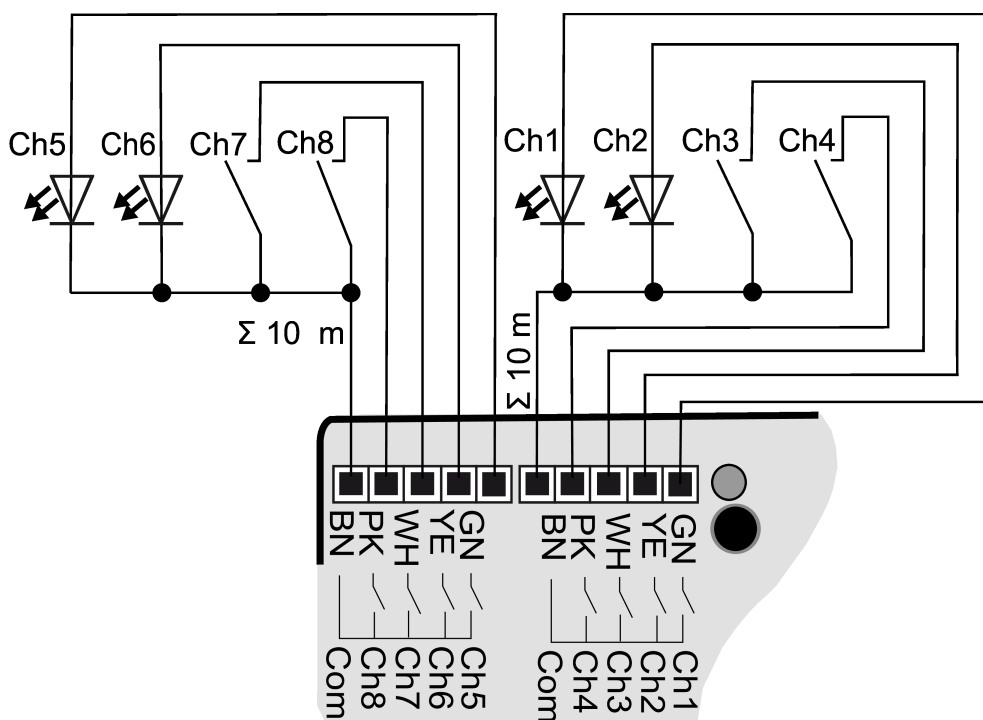 Ch5 Ch6 Ch7 Ch8 Ch1 Ch2 Ch3 Ch4
Σ 10 m
Σ 10 m
BN PK WH YE GN BN PK WH YE GN
Com Ch8 Ch7 Ch6 Ch5 Com Ch4 Ch3 Ch2 Ch1